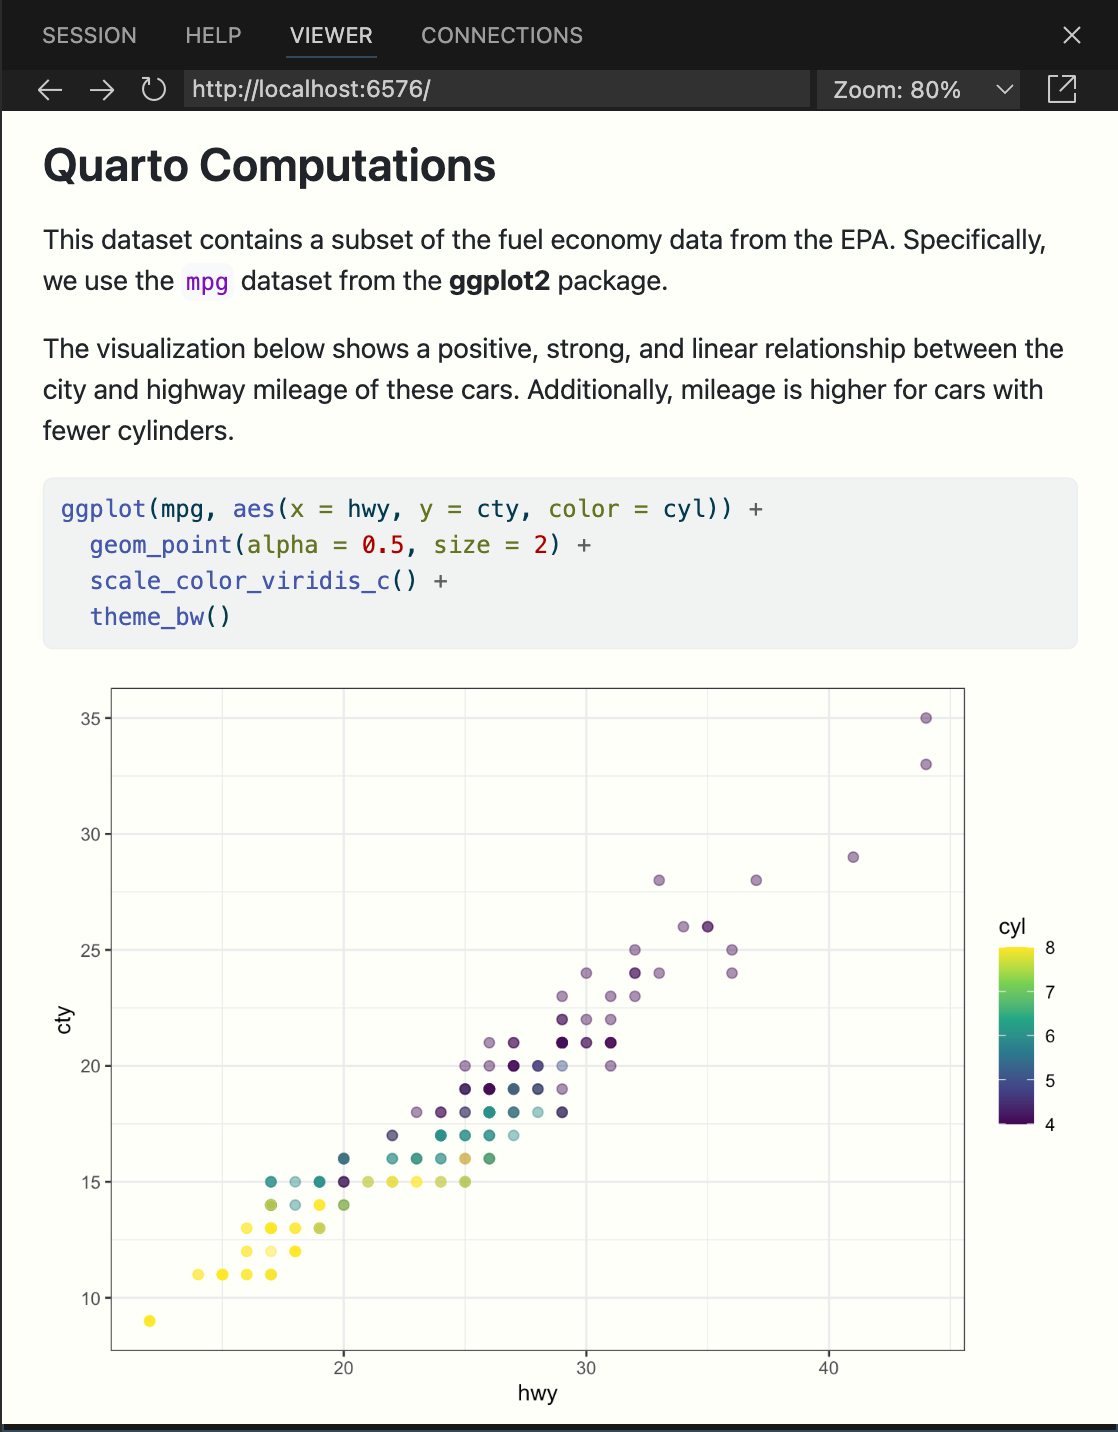 SESSION HELP VIEWER CONNECTIONS
http://localhost:6576/ Zoom: 80%
Quarto Computations
This dataset contains a subset of the fuel economy data from the EPA. Specifically,
we use the mpg dataset from the ggplot2 package.
The visualization below shows a positive, strong, and linear relationship between the
city and highway mileage of these cars. Additionally, mileage is higher for cars with
fewer cylinders.
ggplot(mpg, aes(x = hwy, y = cty, color = cyl)) +
  geom_point(alpha = 0.5, size = 2) +
  scale_color_viridis_c() +
  theme_bw()
35
30
25
20
15
10
cty
20 30 40
hwy
cyl
8
7
6
5
4